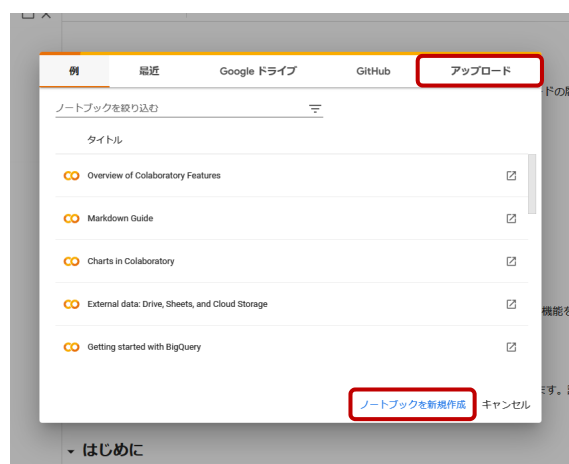 例 最近 Google ドライブ GitHub アップロード
ノートブックを絞り込む
ドの
タイトル
Overview of Colaboratory Features
Markdown Guide
Charts in Colaboratory
External data: Drive, Sheets, and Cloud Storage
機能を
Getting started with BigQuery
ます。
ノートブックを新規作成 キャンセル
はじめに